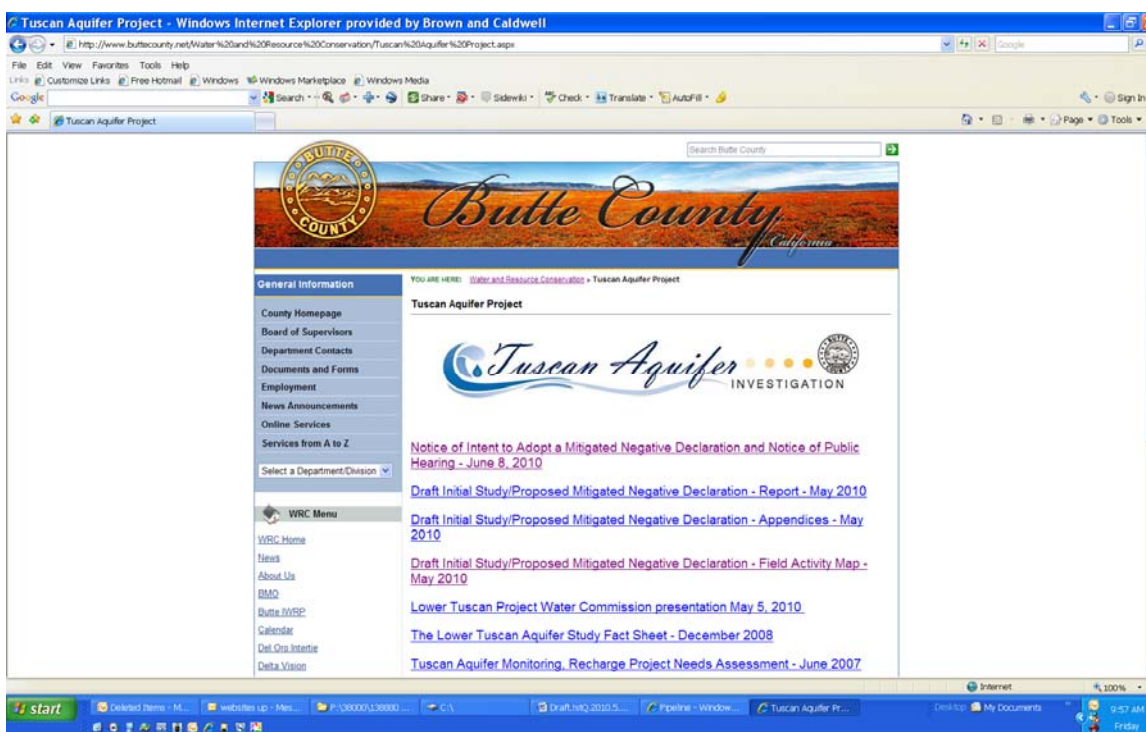 Tuscan Aquifer Project - Windows Internet Explorer provided by Brown and Caldwell
http://www.buttecounty.net/Water%20and%20Resource%20Conservation/Tuscan%20Aquifer%20Project.aspx
Google
File Edit View Favorites Tools Help
Links Customize Links Free Hotmail Windows Windows Marketplace Windows Media
Google Search Share Sidewiki Check Translate AutoFill Sign In
Tuscan Aquifer Project Page Tools
Search Butte County
BUTTE COUNTY
Butte County
California
General Information
County Homepage
Board of Supervisors
Department Contacts
Documents and Forms
Employment
News Announcements
Online Services
Services from A to Z
Select a Department/Division
WRC Menu
WRC Home
News
About Us
BMO
Butte IWRP
Calendar
Del Oro Intertie
Delta Vision
YOU ARE HERE: Water and Resource Conservation » Tuscan Aquifer Project
Tuscan Aquifer Project
Tuscan Aquifer
INVESTIGATION
Notice of Intent to Adopt a Mitigated Negative Declaration and Notice of Public
Hearing - June 8, 2010
Draft Initial Study/Proposed Mitigated Negative Declaration - Report - May 2010
Draft Initial Study/Proposed Mitigated Negative Declaration - Appendices - May
2010
Draft Initial Study/Proposed Mitigated Negative Declaration - Field Activity Map -
May 2010
Lower Tuscan Project Water Commission presentation May 5, 2010
The Lower Tuscan Aquifer Study Fact Sheet - December 2008
Tuscan Aquifer Monitoring, Recharge Project Needs Assessment - June 2007
Internet 100%
start Deleted Items - M... websites up - Mes... C:\ Pipeline - Window... Tuscan Aquifer Pr... Desktop My Documents 9:57 AM
Friday